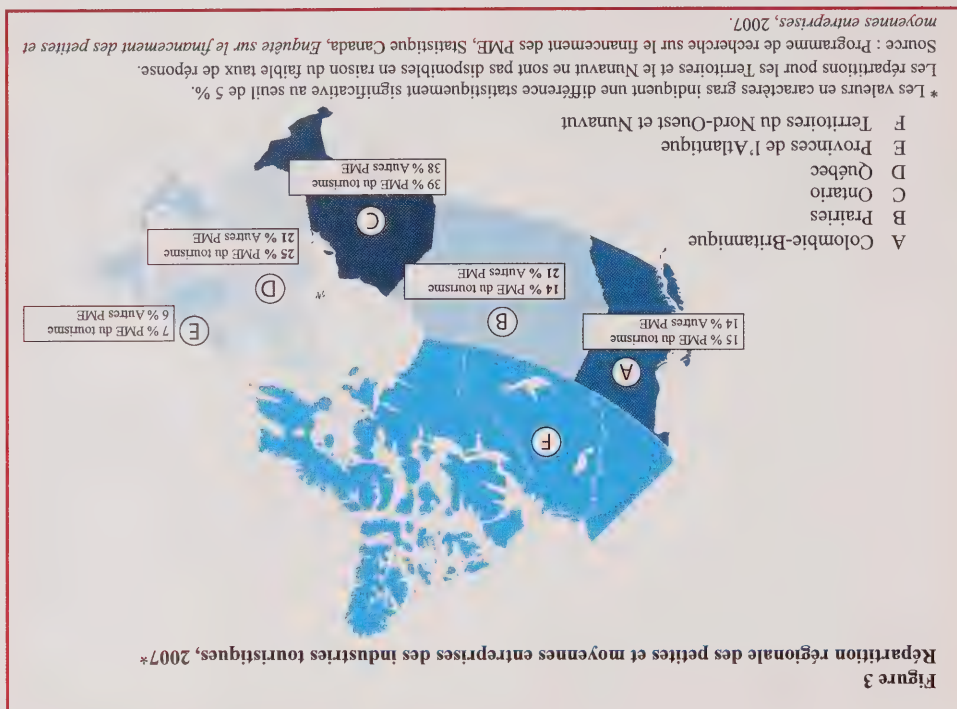 Figure 3
Répartition régionale des petites et moyennes entreprises des industries touristiques, 2007*
F
A
15 % PME du tourisme
14 % Autres PME
B
14 % PME du tourisme
21 % Autres PME
C
39 % PME du tourisme
38 % Autres PME
D
25 % PME du tourisme
21 % Autres PME
E
7 % PME du tourisme
6 % Autres PME
A Colombie-Britannique
B Prairies
C Ontario
D Québec
E Provinces de l'Atlantique
F Territoires du Nord-Ouest et Nunavut
* Les valeurs en caractères gras indiquent une différence statistiquement significative au seuil de 5 %.
Les répartitions pour les Territoires et le Nunavut ne sont pas disponibles en raison du faible taux de réponse.
Source : Programme de recherche sur le financement des PME, Statistique Canada, Enquête sur le financement des petites et
moyennes entreprises, 2007.